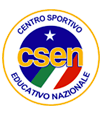 CENTRO SPORTIVO
csen
EDUCATIVO NAZIONALE